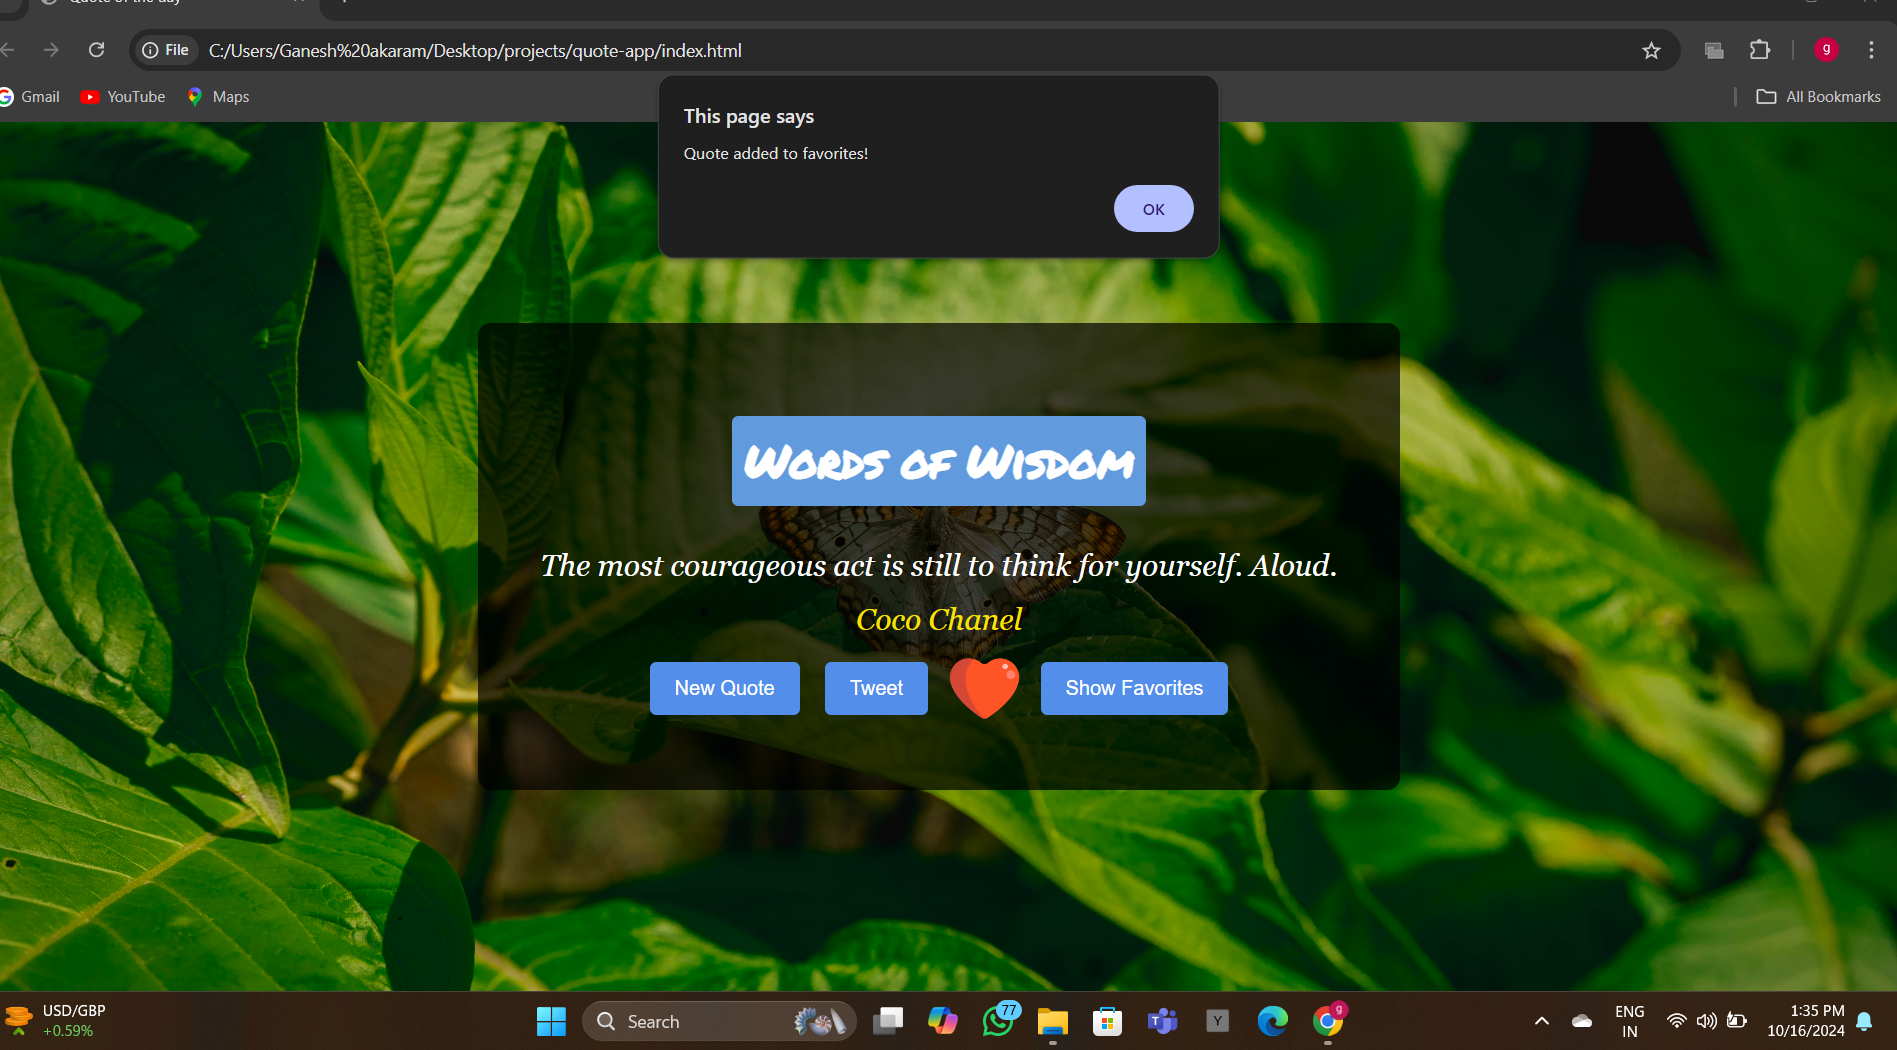 File C:/Users/Ganesh%20akaram/Desktop/projects/quote-app/index.html
g
Gmail YouTube Maps All Bookmarks
This page says
Quote added to favorites!
OK
Words of Wisdom
The most courageous act is still to think for yourself. Aloud.
Coco Chanel
New Quote Tweet Show Favorites
USD/GBP
+0.59%
Search
77
T
Y
g
ENG
IN
1:35 PM
10/16/2024